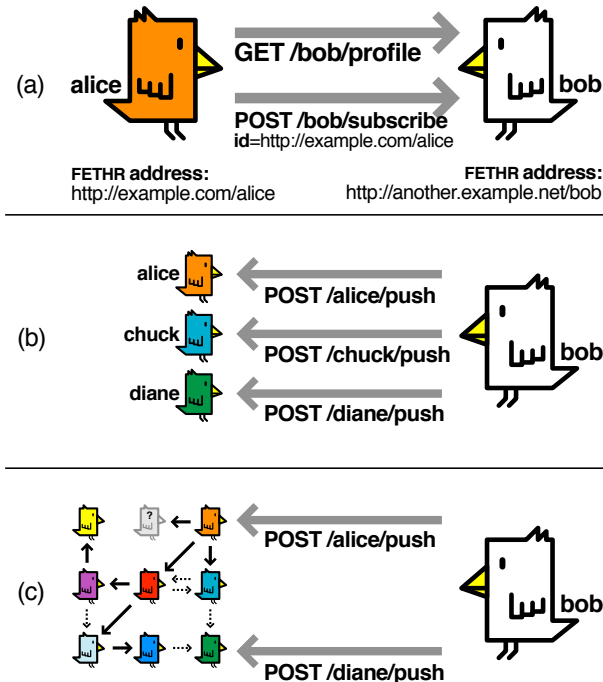 (a)
alice
GET /bob/profile
POST /bob/subscribe
id=http://example.com/alice
bob
FETHR address:
http://example.com/alice
FETHR address:
http://another.example.net/bob
(b)
alice
POST /alice/push
chuck
POST /chuck/push
diane
POST /diane/push
bob
(c)
?
POST /alice/push
bob
POST /diane/push